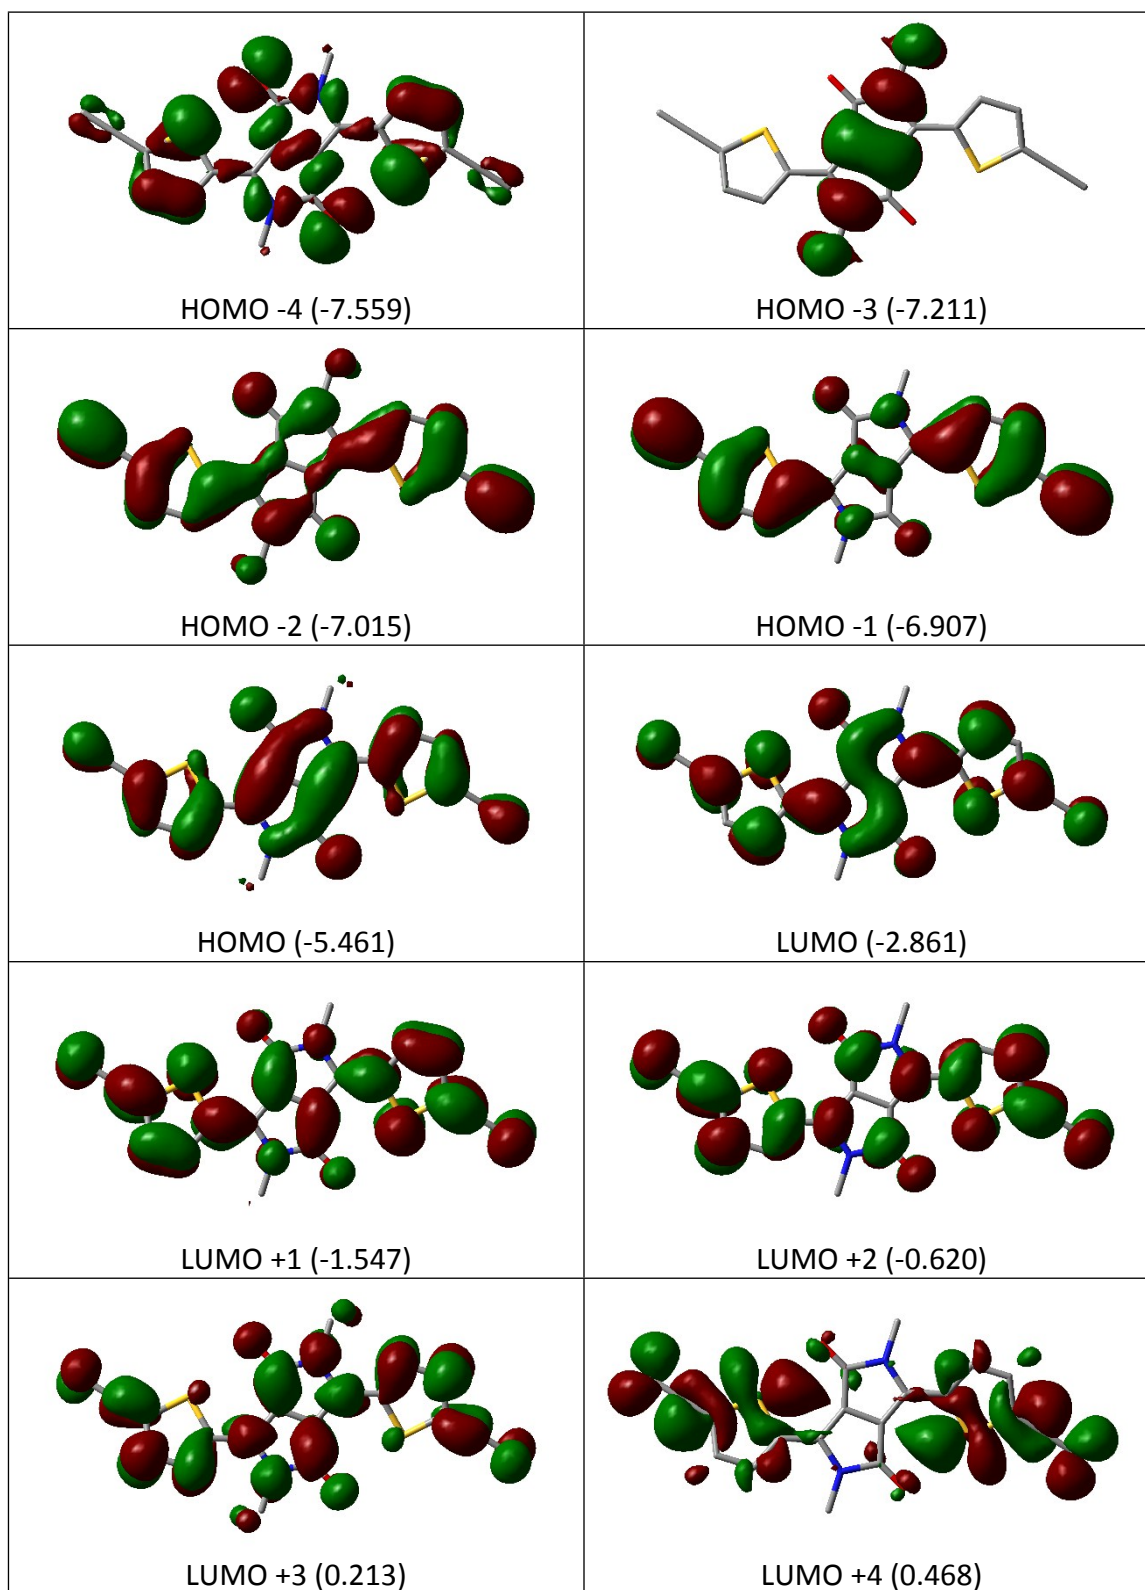 HOMO -4 (-7.559)
HOMO -3 (-7.211)
HOMO -2 (-7.015)
HOMO -1 (-6.907)
HOMO (-5.461)
LUMO (-2.861)
LUMO +1 (-1.547)
LUMO +2 (-0.620)
LUMO +3 (0.213)
LUMO +4 (0.468)